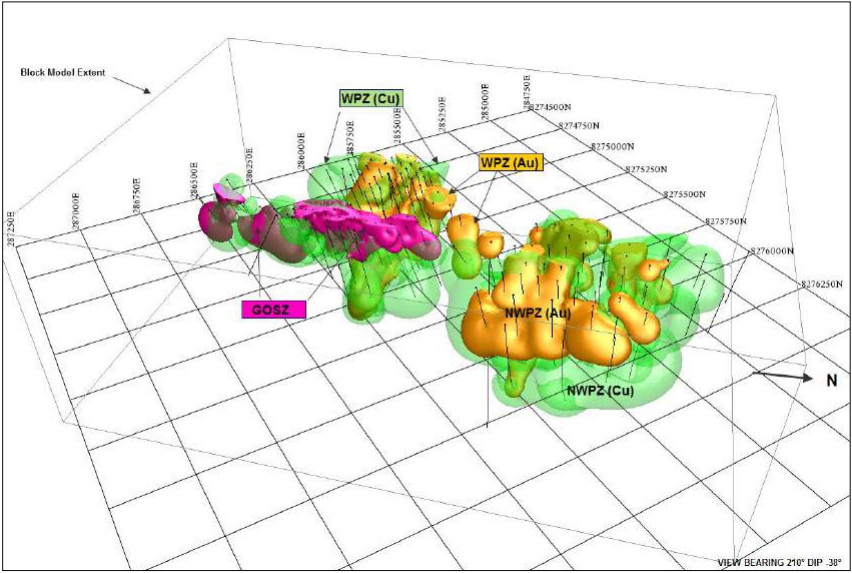 Block Model Extent
WPZ (Cu)
WPZ (Au)
GOSZ
NWPZ (Au)
NWPZ (Cu)
N
287250E
287000E
286750E
286500E
286250E
286000E
285750E
285500E
285250E
285000E
284750E
8274500N
8274750N
8275000N
8275250N
8275500N
8275750N
8276000N
8276250N
VIEW BEARING 210° DIP -38°